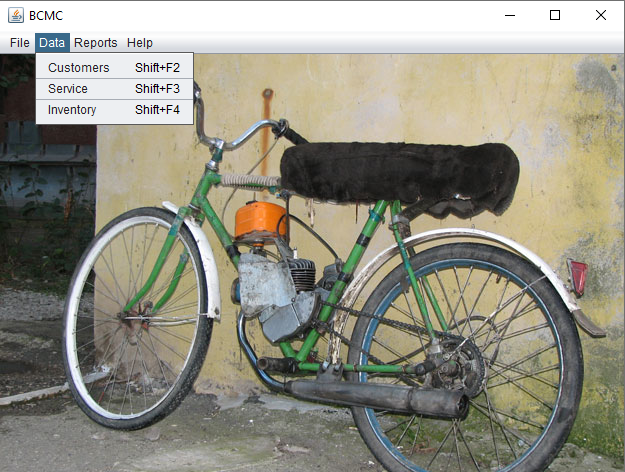 BCMC
File Data Reports Help
Customers Shift+F2
Service Shift+F3
Inventory Shift+F4